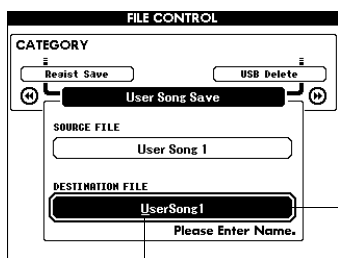 FILE CONTROL
CATEGORY
Regist Save
USB Delete
User Song Save
SOURCE FILE
User Song 1
DESTINATION FILE
UserSong1
Please Enter Name.